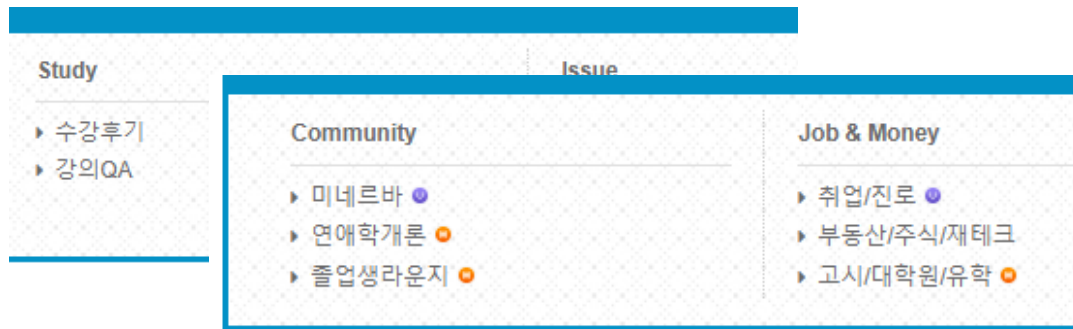 Study
Issue
수강후기
강의QA
Community
미네르바
연애학개론
졸업생라운지
Job & Money
취업/진로
부동산/주식/재테크
고시/대학원/유학